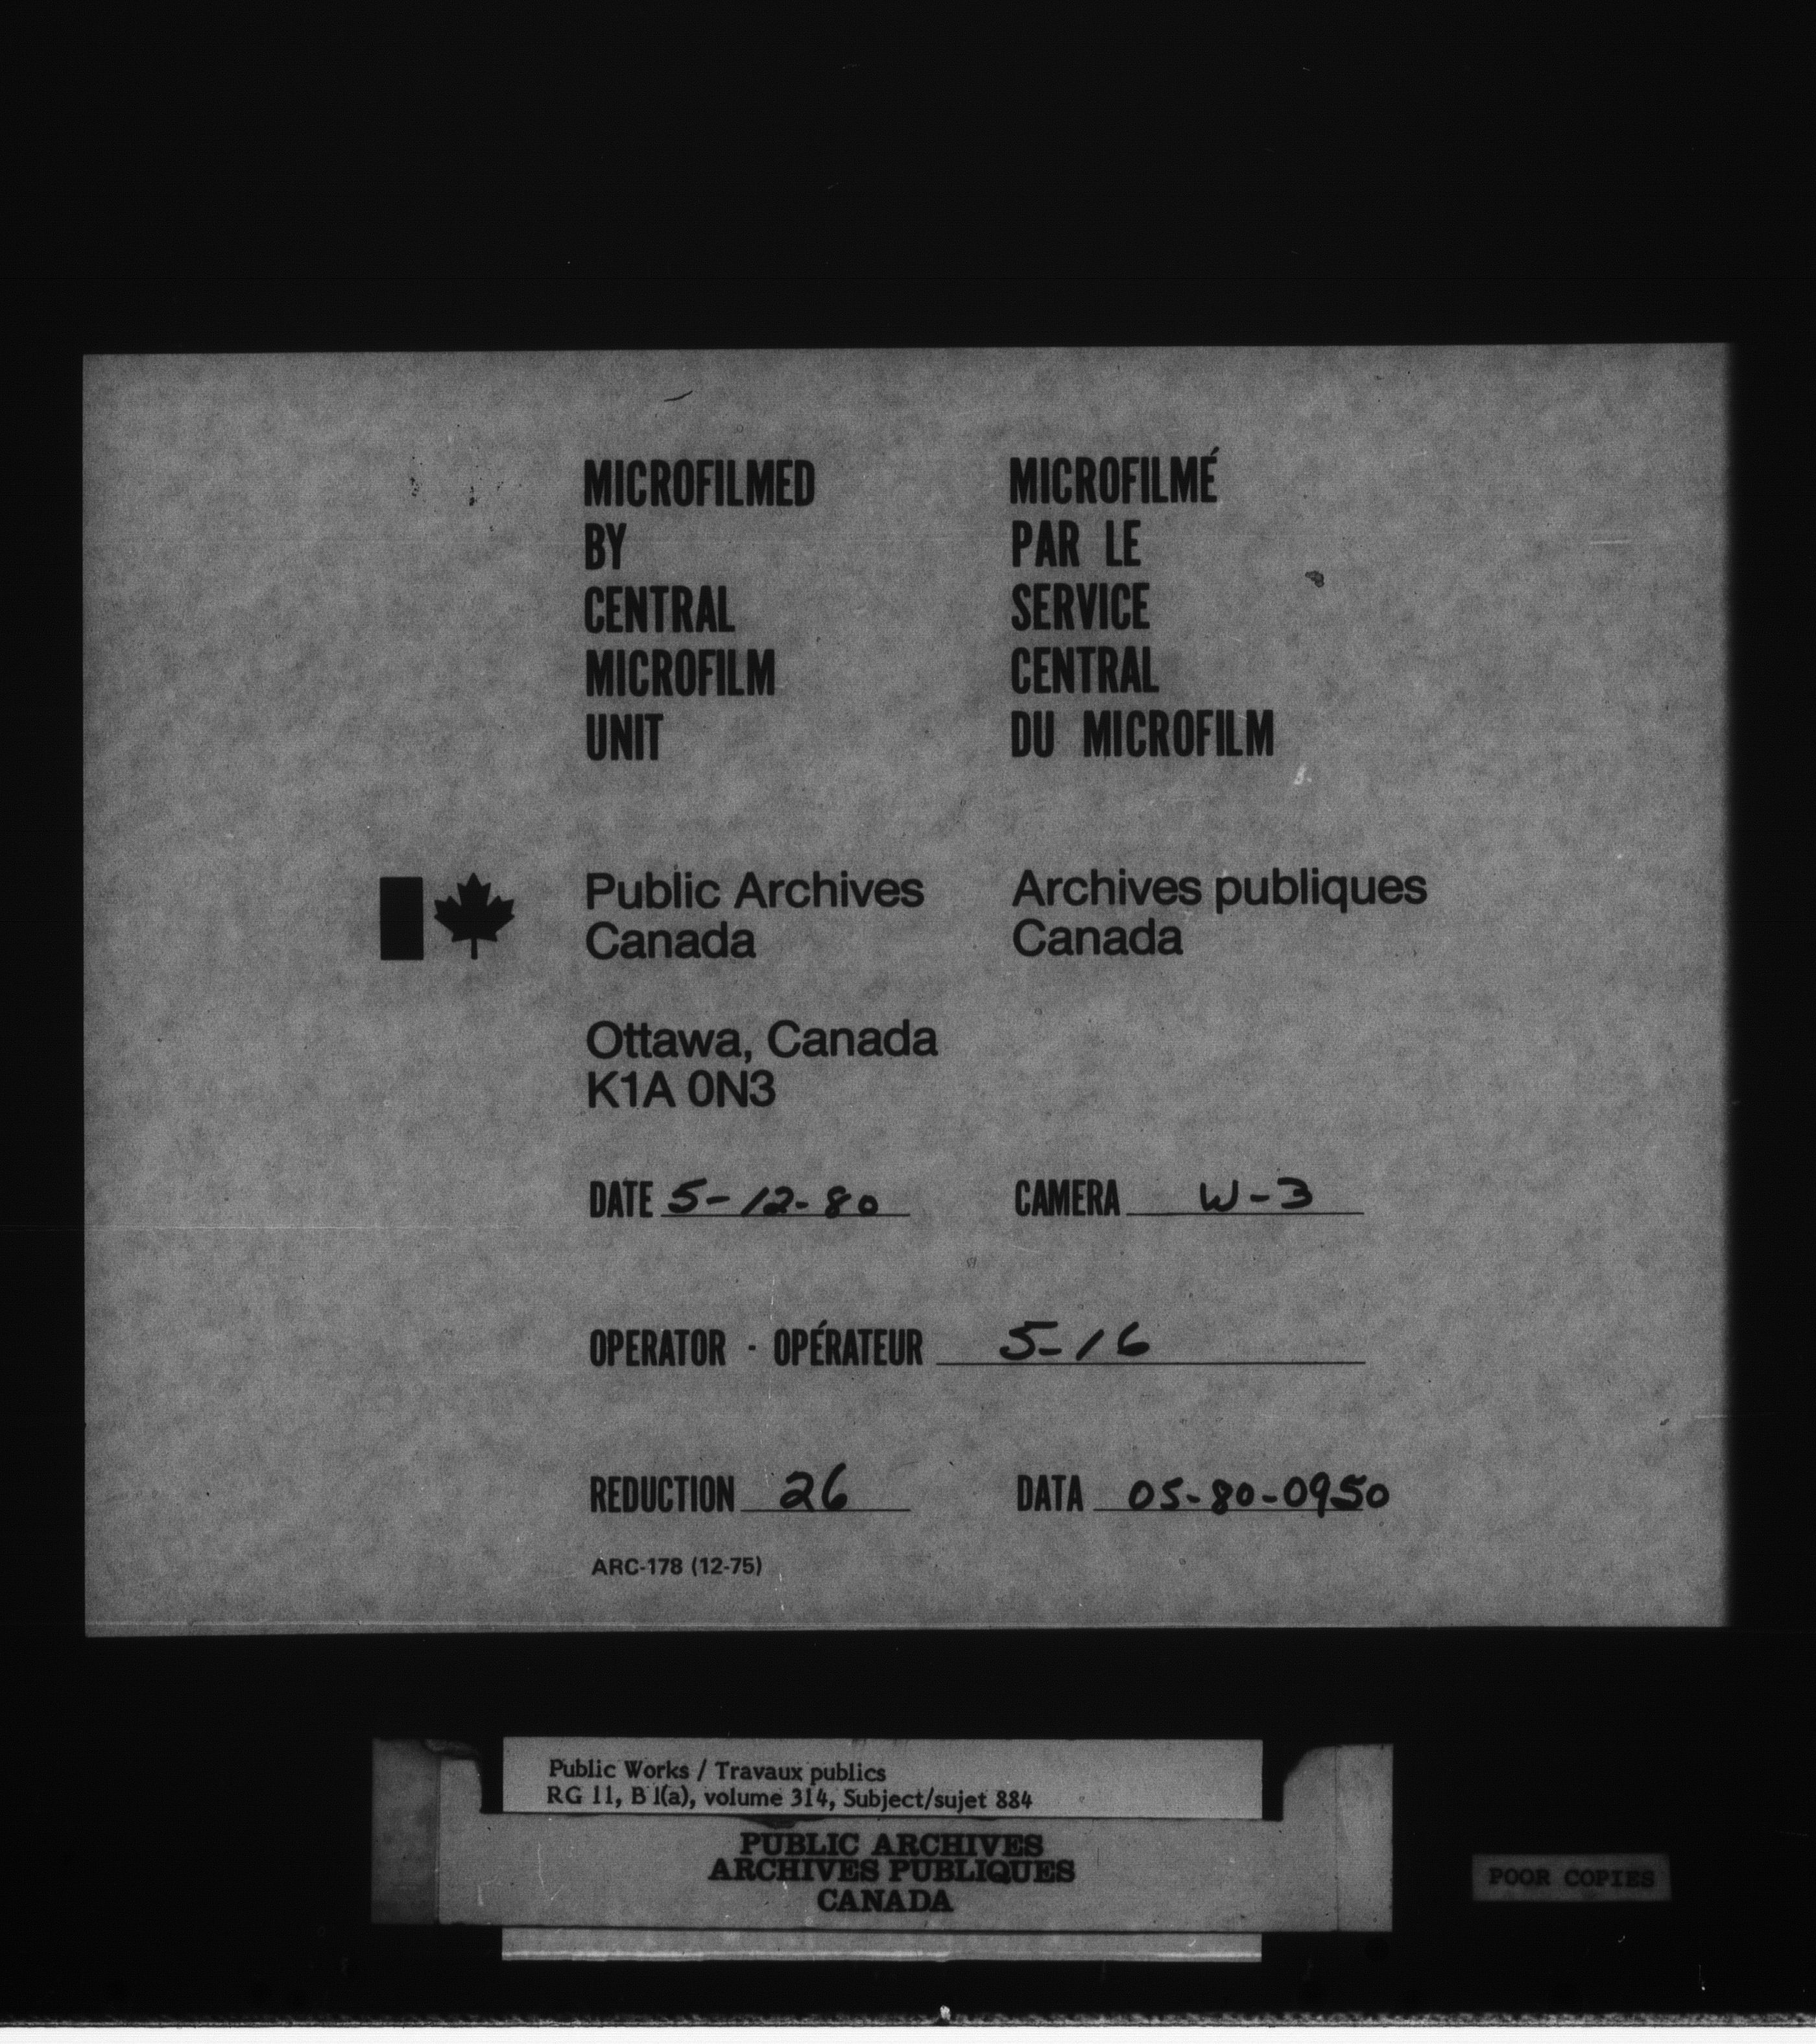 MICROFILMED
BY
CENTRAL
MICROFILM
UNIT
MICROFILMÉ
PAR LE
SERVICE
CENTRAL
DU MICROFILM
Public Archives
Canada
Archives publiques
Canada
Ottawa, Canada
K1A 0N3
DATE 5-12-80
CAMERA W-3
OPERATOR - OPÉRATEUR 5-16
REDUCTION 26
DATA 05-80-0950
ARC-178 (12-75)
Public Works / Travaux publics
RG 11, B 1(a), volume 314, Subject/sujet 884
PUBLIC ARCHIVES
ARCHIVES PUBLIQUES
CANADA
POOR COPIES